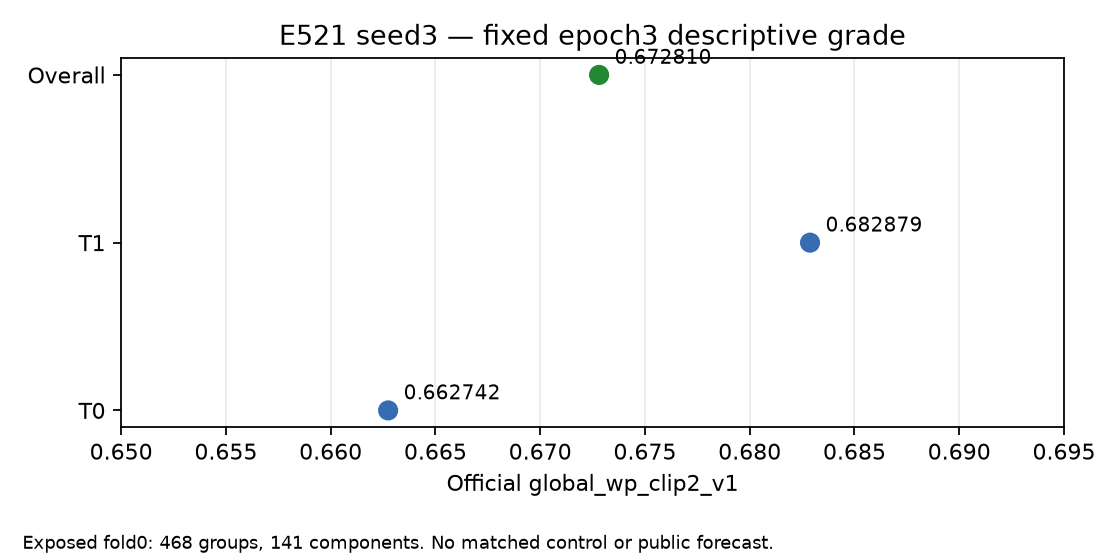 E521 seed3 — fixed epoch3 descriptive grade
Overall
0.672810
T1
0.682879
T0
0.662742
0.650 0.655 0.660 0.665 0.670 0.675 0.680 0.685 0.690 0.695
Official global_wp_clip2_v1
Exposed fold0: 468 groups, 141 components. No matched control or public forecast.